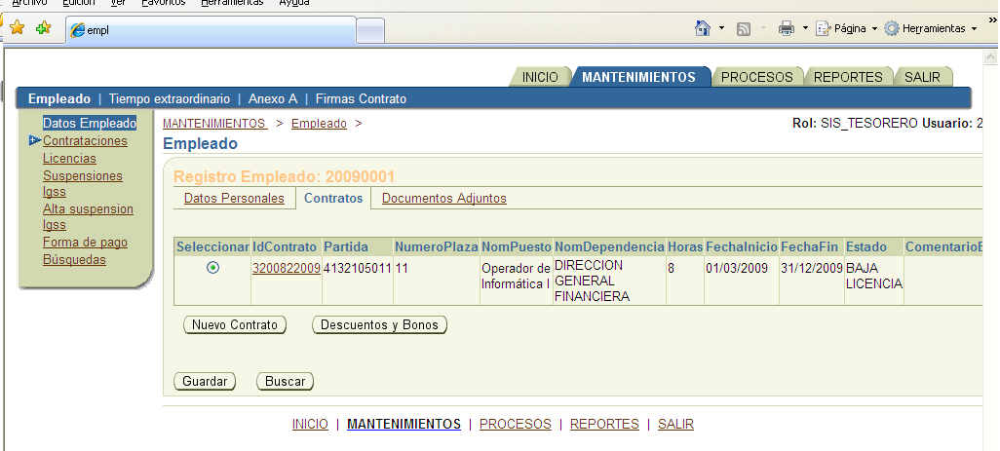 Archivo Edición Ver Favoritos Herramientas Ayuda
empl
Página Herramientas »
INICIO MANTENIMIENTOS PROCESOS REPORTES SALIR
Empleado | Tiempo extraordinario | Anexo A | Firmas Contrato
Datos Empleado
Contrataciones
Licencias
Suspensiones
Igss
Alta suspension
Igss
Forma de pago
Búsquedas
MANTENIMIENTOS > Empleado >
Rol: SIS_TESORERO Usuario: 2
Empleado
Registro Empleado: 20090001
Datos Personales Contratos Documentos Adjuntos
Seleccionar IdContrato Partida NumeroPlaza NomPuesto NomDependencia Horas FechaInicio FechaFin Estado ComentarioE
3200822009 4132105011 11 Operador de Informática I DIRECCION GENERAL FINANCIERA 8 01/03/2009 31/12/2009 BAJA LICENCIA
Nuevo Contrato Descuentos y Bonos
Guardar Buscar
INICIO | MANTENIMIENTOS | PROCESOS | REPORTES | SALIR